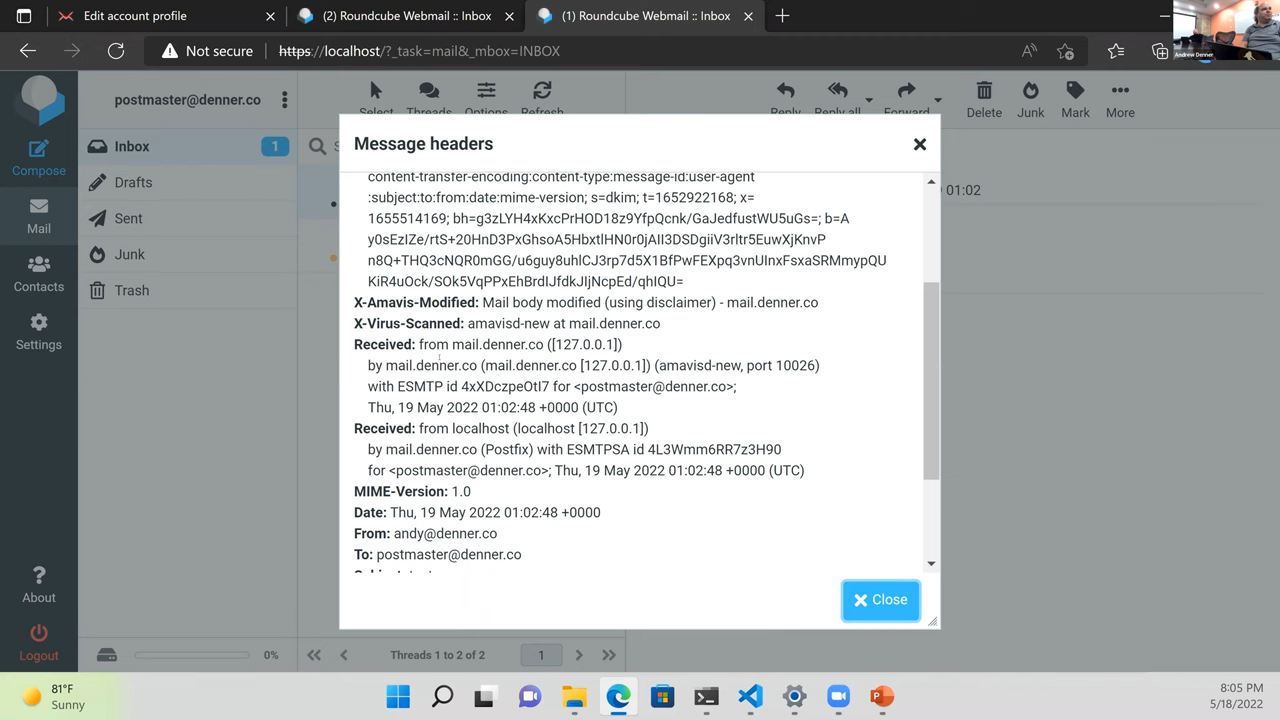 Edit account profile
(2) Roundcube Webmail :: Inbox
(1) Roundcube Webmail :: Inbox
Not secure
https://localhost/?_task=mail&_mbox=INBOX
Andrew Denner
postmaster@denner.co
Select
Threads
Options
Refresh
Reply
Reply all
Forward
Delete
Junk
Mark
More
Compose
Mail
Contacts
Settings
About
Logout
Inbox
1
Drafts
Sent
Junk
Trash
01:02
Message headers
content-transfer-encoding:content-type:message-id:user-agent
:subject:to:from:date:mime-version; s=dkim; t=1652922168; x=
1655514169; bh=g3zLYH4xKxcPrHOD18z9YfpQcnk/GaJedfustWU5uGs=; b=A
y0sEzIZe/rtS+20HnD3PxGhsoA5HbxtlHN0r0jAII3DSDgiiV3rltr5EuwXjKnvP
n8Q+THQ3cNQR0mGG/u6guy8uhlCJ3rp7d5X1BfPwFEXpq3vnUInxFsxaSRMmypQU
KiR4uOck/SOk5VqPPxEhBrdIJfdkJIjNcpEd/qhIQU=
X-Amavis-Modified: Mail body modified (using disclaimer) - mail.denner.co
X-Virus-Scanned: amavisd-new at mail.denner.co
Received: from mail.denner.co ([127.0.0.1])
by mail.denner.co (mail.denner.co [127.0.0.1]) (amavisd-new, port 10026)
with ESMTP id 4xXDczpeOtI7 for <postmaster@denner.co>;
Thu, 19 May 2022 01:02:48 +0000 (UTC)
Received: from localhost (localhost [127.0.0.1])
by mail.denner.co (Postfix) with ESMTPSA id 4L3Wmm6RR7z3H90
for <postmaster@denner.co>; Thu, 19 May 2022 01:02:48 +0000 (UTC)
MIME-Version: 1.0
Date: Thu, 19 May 2022 01:02:48 +0000
From: andy@denner.co
To: postmaster@denner.co
Close
0%
Threads 1 to 2 of 2
1
81°F
Sunny
8:05 PM
5/18/2022